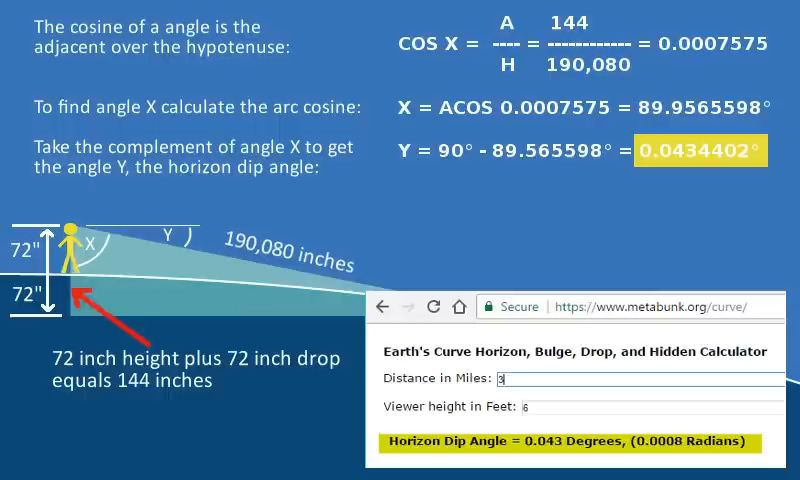 The cosine of a angle is the
adjacent over the hypotenuse:
A 144
COS X = ---- = ------------ = 0.0007575
H 190,080
To find angle X calculate the arc cosine:
X = ACOS 0.0007575 = 89.9565598°
Take the complement of angle X to get
the angle Y, the horizon dip angle:
Y = 90° - 89.565598° = 0.0434402°
72"
X
Y
190,080 inches
72"
72 inch height plus 72 inch drop
equals 144 inches
Secure | https://www.metabunk.org/curve/
Earth's Curve Horizon, Bulge, Drop, and Hidden Calculator
Distance in Miles: 3
Viewer height in Feet: 6
Horizon Dip Angle = 0.043 Degrees, (0.0008 Radians)